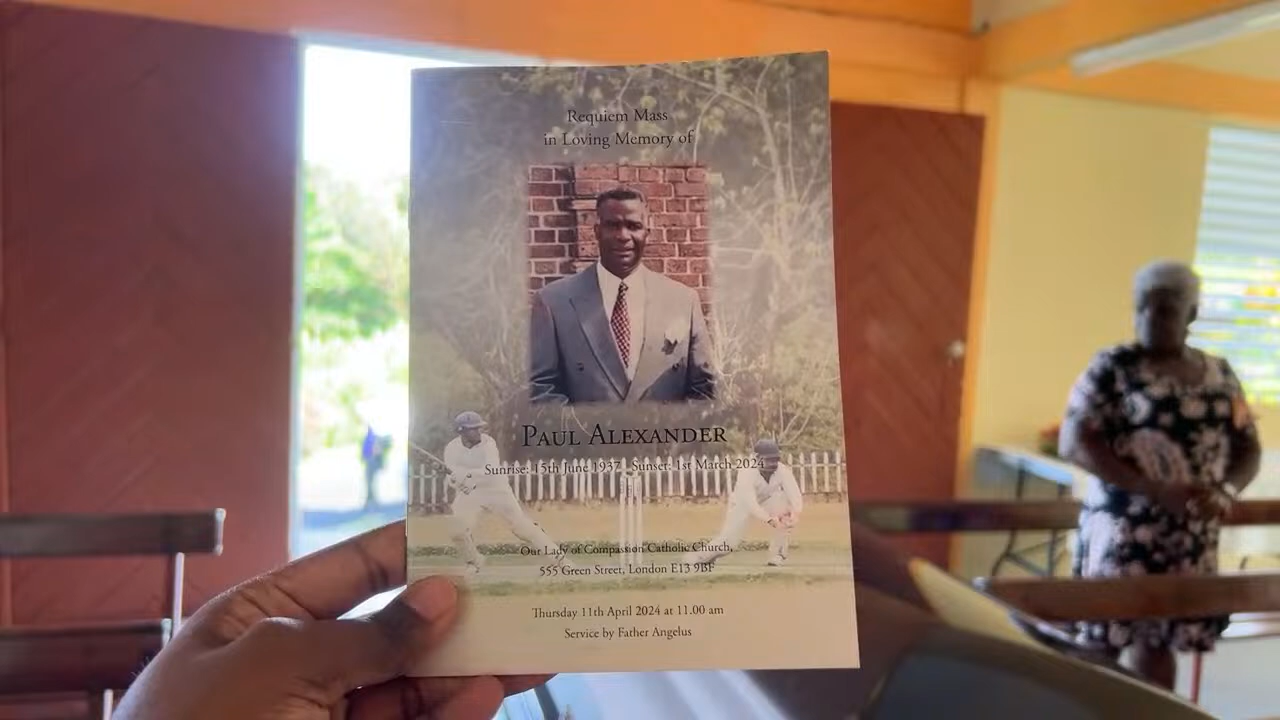 Requiem Mass
in Loving Memory of
PAUL ALEXANDER
Sunrise: 15th June 1937 Sunset: 1st March 2024
Our Lady of Compassion Catholic Church,
555 Green Street, London E13 9BF
Thursday 11th April 2024 at 11.00 am
Service by Father Angelus